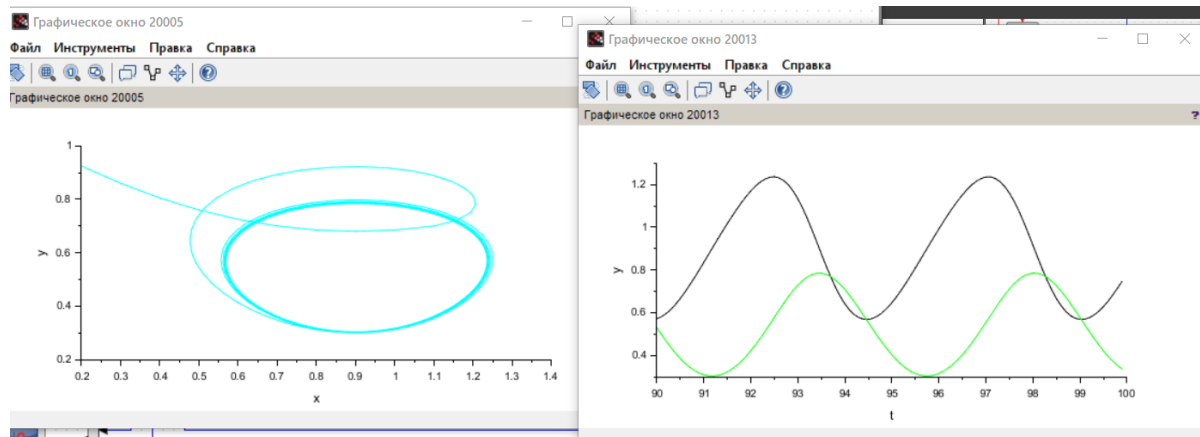 Графическое окно 20005
Файл Инструменты Правка Справка
Графическое окно 20005
1
0.8
0.6
0.4
0.2
y
0.2 0.3 0.4 0.5 0.6 0.7 0.8 0.9 1 1.1 1.2 1.3 1.4
x
Графическое окно 20013
Файл Инструменты Правка Справка
Графическое окно 20013
?
1.2
1
0.8
0.6
0.4
y
90 91 92 93 94 95 96 97 98 99 100
t